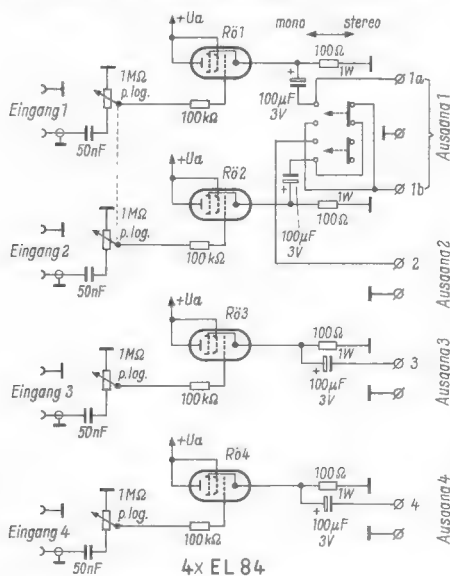 +Ua
Rö1
mono
stereo
100Ω
1W
1a
1MΩ
p.log.
100µF
3V
Eingang 1
100kΩ
50nF
Ausgang 1
+Ua
Rö2
1b
1W
100Ω
1MΩ
p.log.
100µF
3V
Eingang 2
100kΩ
50nF
2
Ausgang 2
+Ua
Rö3
100Ω
1W
3
1MΩ
p.log.
100µF
3V
Eingang 3
100kΩ
50nF
Ausgang 3
+Ua
Rö4
100Ω
1W
4
1MΩ
p.log.
100µF
3V
Eingang 4
100kΩ
50nF
Ausgang 4
4x EL 84